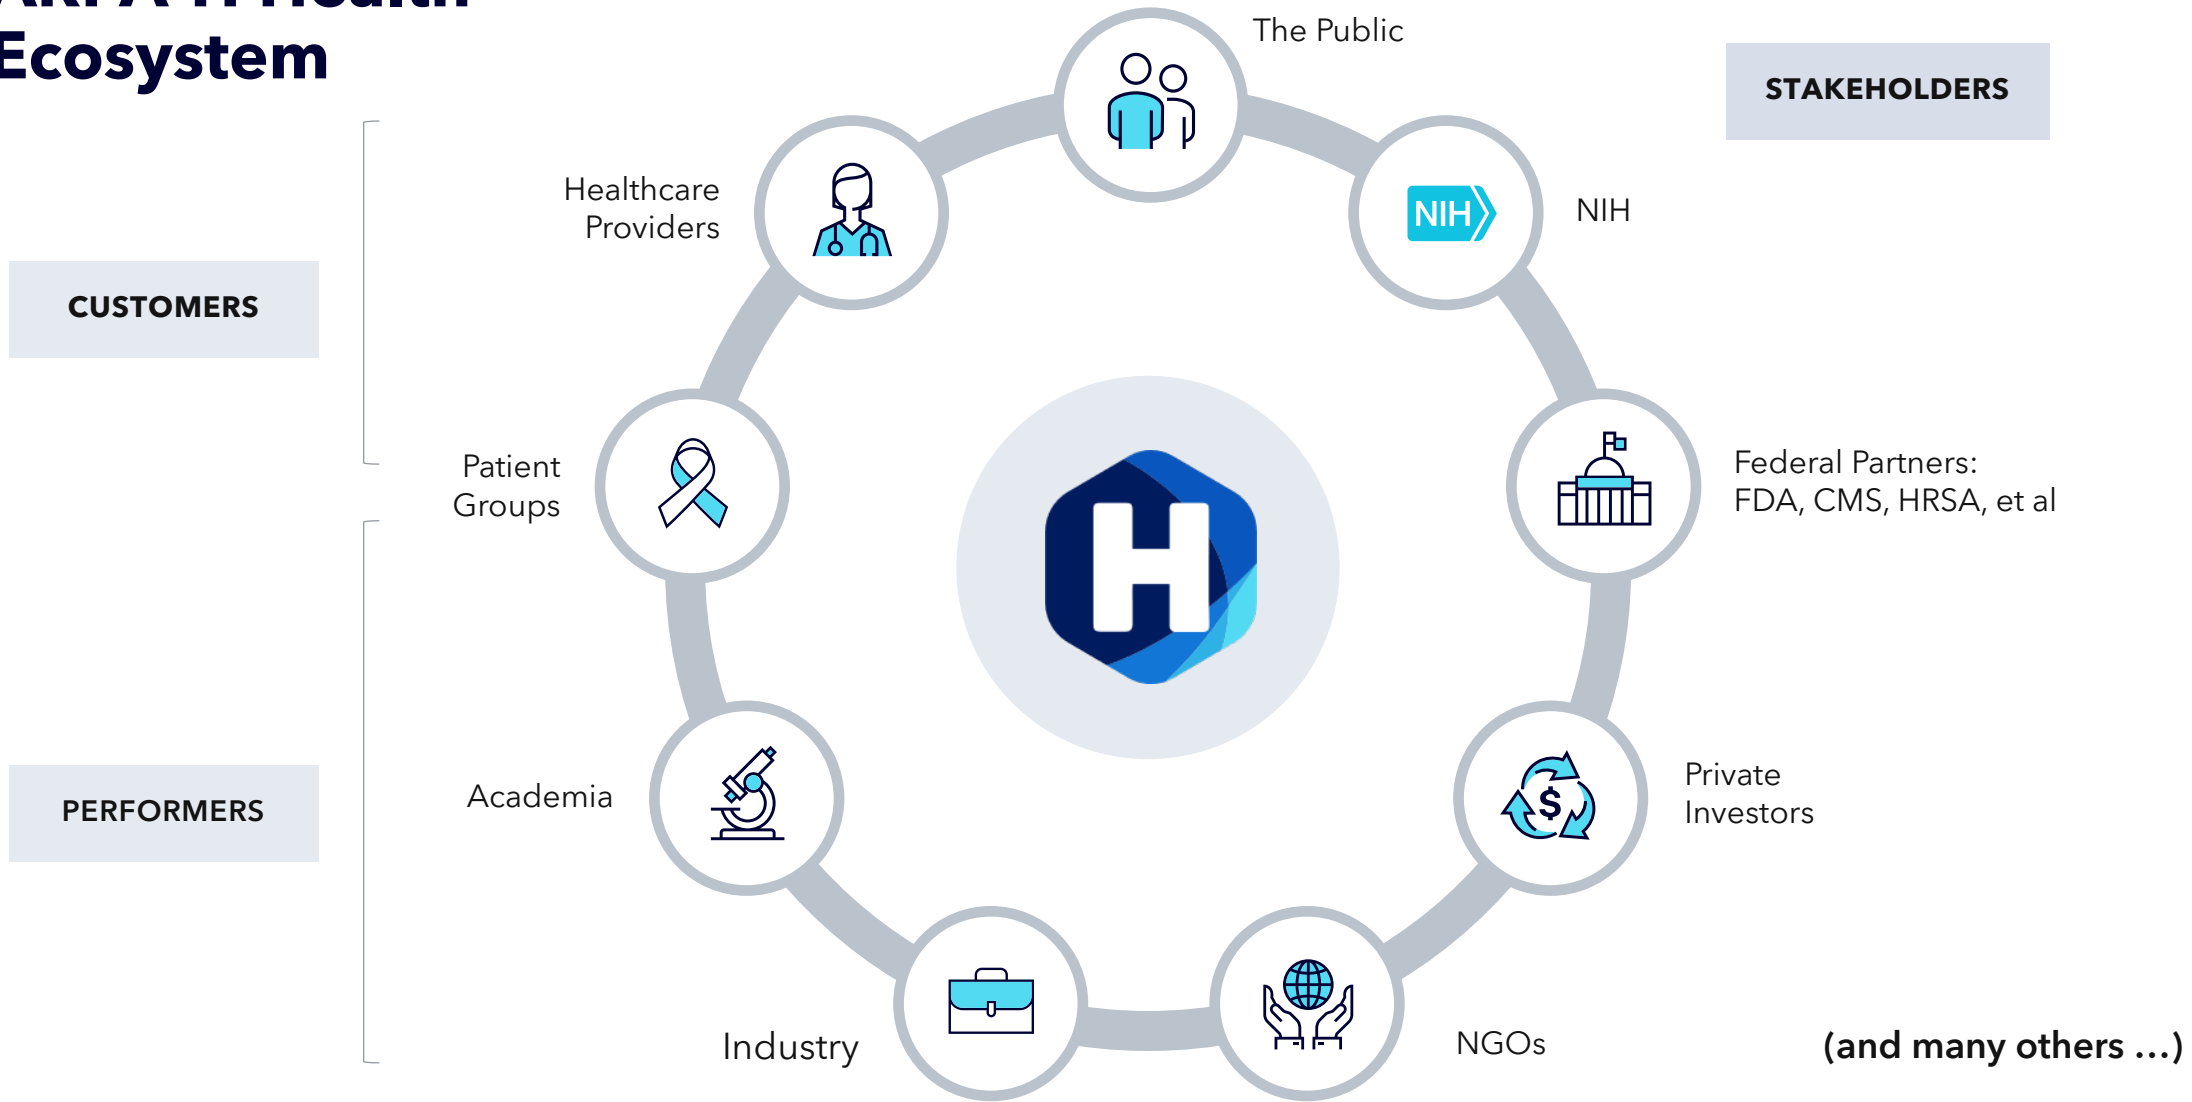 Ecosystem
The Public
STAKEHOLDERS
Healthcare
Providers
NIH
NIH
CUSTOMERS
Patient
Groups
H
Federal Partners:
FDA, CMS, HRSA, et al
PERFORMERS
Academia
$
Private
Investors
Industry
NGOs
(and many others ...)